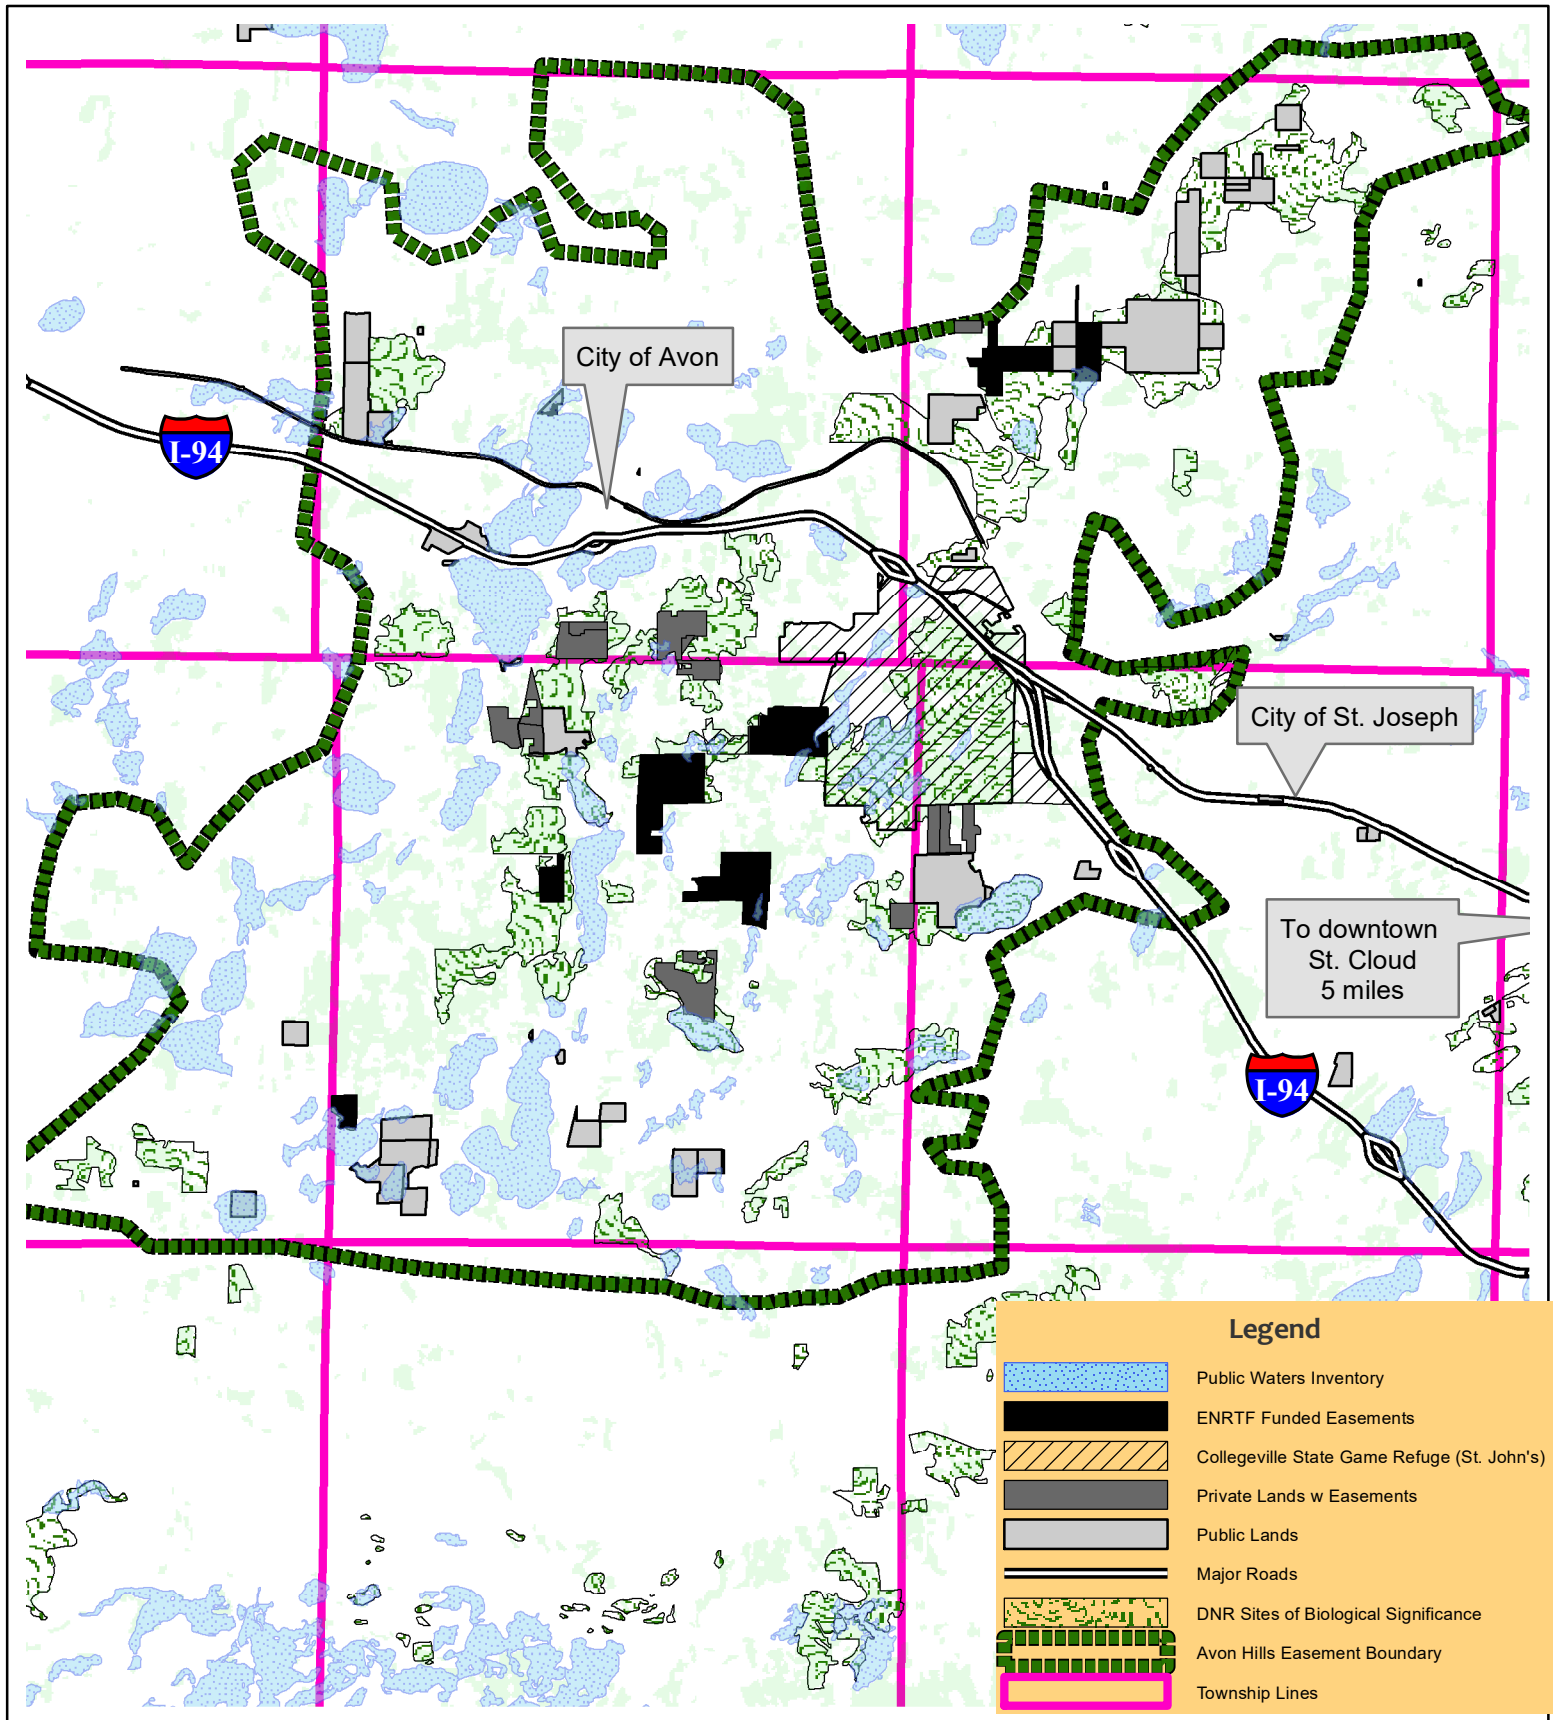 City of Avon
I-94
City of St. Joseph
To downtown
St. Cloud
5 miles
I-94
Legend
Public Waters Inventory
ENRTF Funded Easements
Collegeville State Game Refuge (St. John's)
Private Lands w Easements
Public Lands
Major Roads
DNR Sites of Biological Significance
Avon Hills Easement Boundary
Township Lines